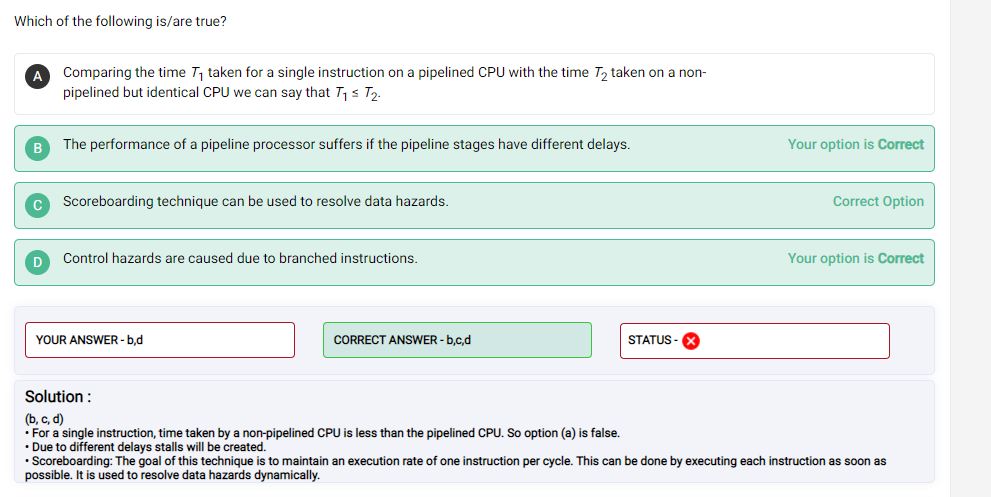 Which of the following is/are true?
A
Comparing the time T₁ taken for a single instruction on a pipelined CPU with the time T₂ taken on a non-
pipelined but identical CPU we can say that T₁ ≤ T₂.
B
The performance of a pipeline processor suffers if the pipeline stages have different delays.
Your option is Correct
C
Scoreboarding technique can be used to resolve data hazards.
Correct Option
D
Control hazards are caused due to branched instructions.
Your option is Correct
YOUR ANSWER - b,d
CORRECT ANSWER - b,c,d
STATUS -
Solution :
(b, c, d)
• For a single instruction, time taken by a non-pipelined CPU is less than the pipelined CPU. So option (a) is false.
• Due to different delays stalls will be created.
• Scoreboarding: The goal of this technique is to maintain an execution rate of one instruction per cycle. This can be done by executing each instruction as soon as
possible. It is used to resolve data hazards dynamically.